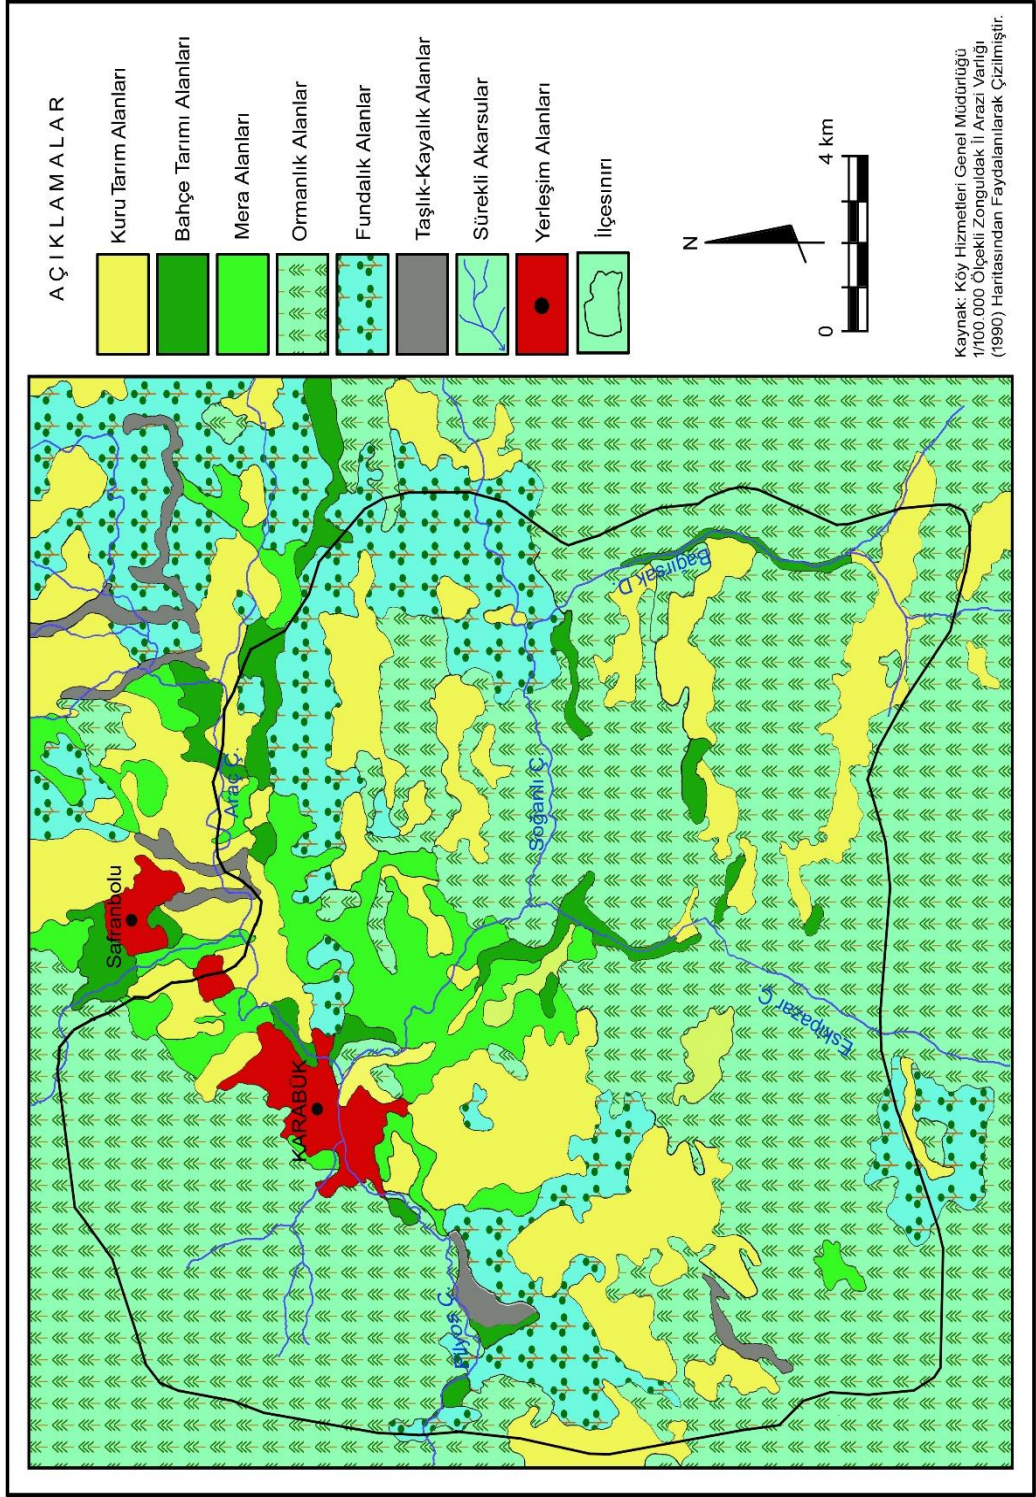 AÇIKLAMALAR
Kuru Tarım Alanları
Bahçe Tarımı Alanları
Mera Alanları
Ormanlık Alanlar
Fundalık Alanlar
Taşlık-Kayalık Alanlar
Sürekli Akarsular
Yerleşim Alanları
İlçesınırı
N
0 4 km
Kaynak: Köy Hizmetleri Genel Müdürlüğü
1/100.000 Ölçekli Zonguldak İl Arazi Varlığı
(1990) Haritasından Faydalanılarak Çizilmiştir.
Safranbolu
Araç Ç.
KARABÜK
Filyos Ç.
Soğanlı Ç.
Bağırsak D
Eskipazar Ç.